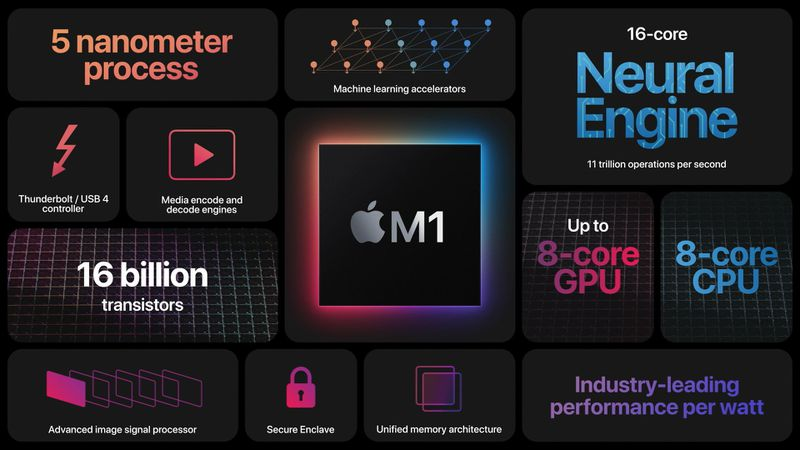 5 nanometer
process
Machine learning accelerators
16-core
Neural
Engine
11 trillion operations per second
Thunderbolt / USB 4
controller
Media encode and
decode engines
M1
Up to
8-core
GPU
8-core
CPU
16 billion
transistors
Advanced image signal processor
Secure Enclave
Unified memory architecture
Industry-leading
performance per watt